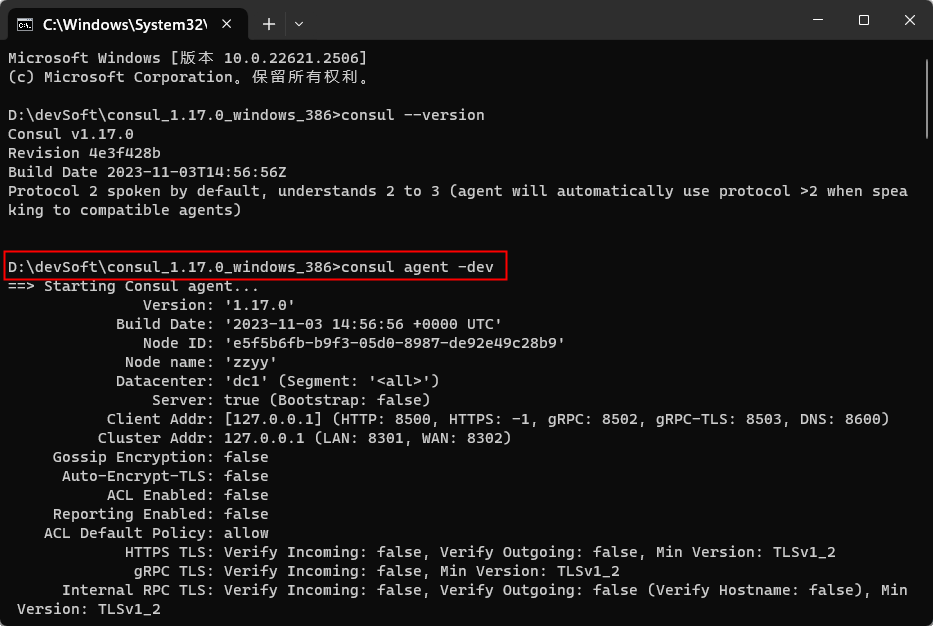 C:\Windows\System32\
Microsoft Windows [版本 10.0.22621.2506]
(c) Microsoft Corporation。保留所有权利。
D:\devSoft\consul_1.17.0_windows_386>consul --version
Consul v1.17.0
Revision 4e3f428b
Build Date 2023-11-03T14:56:56Z
Protocol 2 spoken by default, understands 2 to 3 (agent will automatically use protocol >2 when spea
king to compatible agents)
D:\devSoft\consul_1.17.0_windows_386>consul agent -dev
==> Starting Consul agent...
Version: '1.17.0'
Build Date: '2023-11-03 14:56:56 +0000 UTC'
Node ID: 'e5f5b6fb-b9f3-05d0-8987-de92e49c28b9'
Node name: 'zzyy'
Datacenter: 'dc1' (Segment: '<all>')
Server: true (Bootstrap: false)
Client Addr: [127.0.0.1] (HTTP: 8500, HTTPS: -1, gRPC: 8502, gRPC-TLS: 8503, DNS: 8600)
Cluster Addr: 127.0.0.1 (LAN: 8301, WAN: 8302)
Gossip Encryption: false
Auto-Encrypt-TLS: false
ACL Enabled: false
Reporting Enabled: false
ACL Default Policy: allow
HTTPS TLS: Verify Incoming: false, Verify Outgoing: false, Min Version: TLSv1_2
gRPC TLS: Verify Incoming: false, Min Version: TLSv1_2
Internal RPC TLS: Verify Incoming: false, Verify Outgoing: false (Verify Hostname: false), Min
Version: TLSv1_2